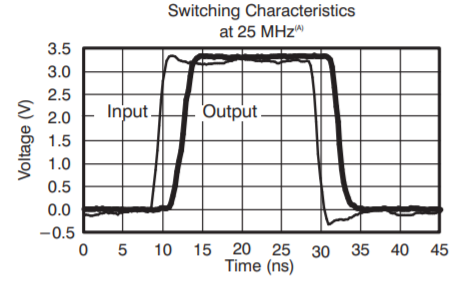 Switching Characteristics
at 25 MHz(A)
3.5
3.0
2.5
2.0
1.5
1.0
0.5
0.0
−0.5
Voltage (V)
Input
Output
0 5 10 15 20 25 30 35 40 45
Time (ns)